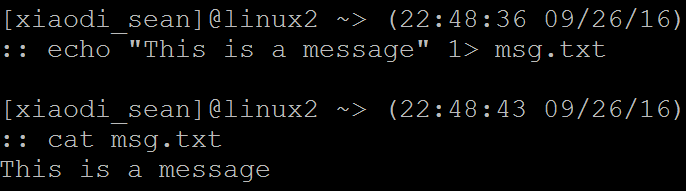 [xiaodi_sean]@linux2 ~> (22:48:36 09/26/16)
:: echo "This is a message" 1> msg.txt
[xiaodi_sean]@linux2 ~> (22:48:43 09/26/16)
:: cat msg.txt
This is a message